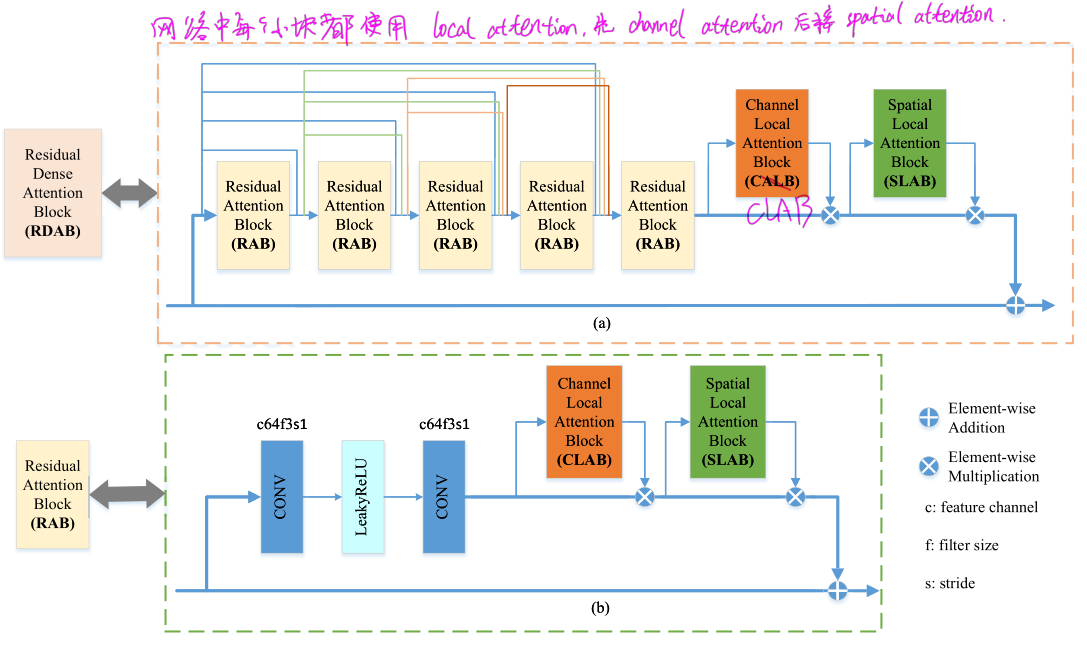 网络中每个小块都使用 local attention, 先 channel attention 后接 spatial attention.
Residual
Dense
Attention
Block
(RDAB)
Residual
Attention
Block
(RAB)
Residual
Attention
Block
(RAB)
Residual
Attention
Block
(RAB)
Residual
Attention
Block
(RAB)
Residual
Attention
Block
(RAB)
Channel
Local
Attention
Block
(CALB)
CLAB
Spatial
Local
Attention
Block
(SLAB)
(a)
Residual
Attention
Block
(RAB)
c64f3s1
CONV
LeakyReLU
c64f3s1
CONV
Channel
Local
Attention
Block
(CLAB)
Spatial
Local
Attention
Block
(SLAB)
(b)
Element-wise
Addition
Element-wise
Multiplication
c: feature channel
f: filter size
s: stride